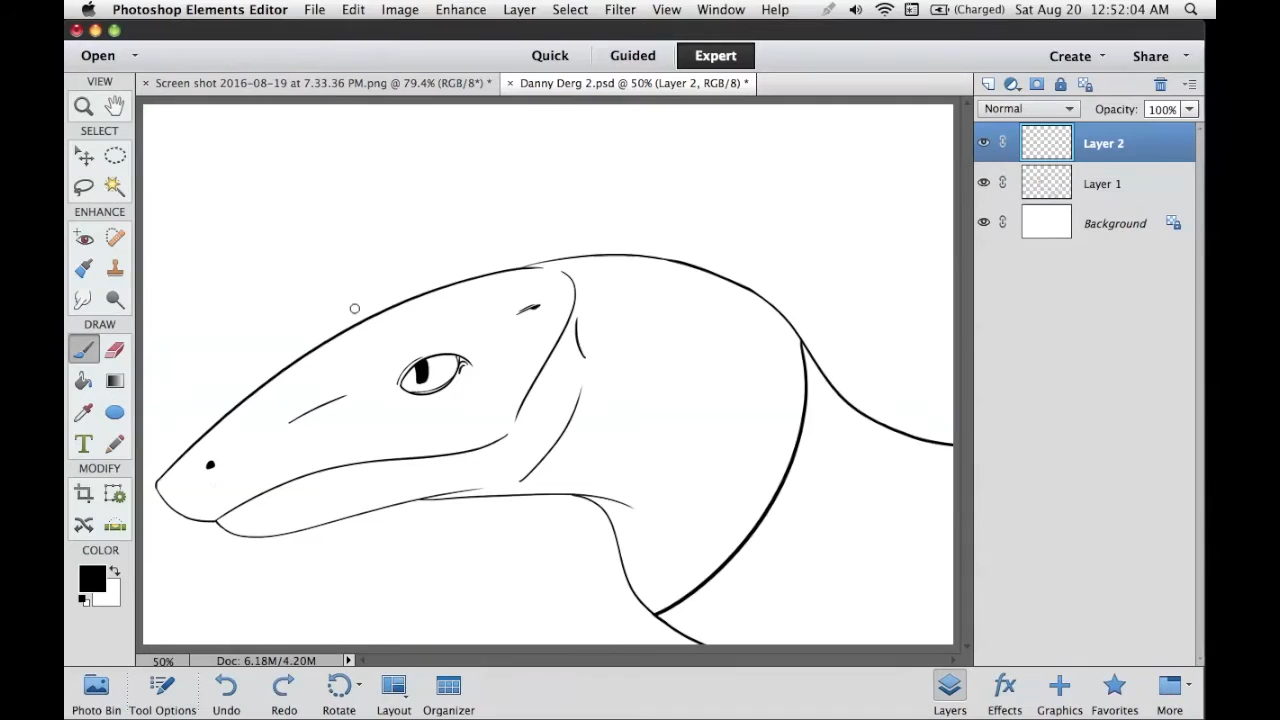 Photoshop Elements Editor File Edit Image Enhance Layer Select Filter View Window Help (Charged) Sat Aug 20 12:52:04 AM
Open Quick Guided Expert Create Share
VIEW × Screen shot 2016-08-19 at 7.33.36 PM.png @ 79.4% (RGB/8*) * × Danny Derg 2.psd @ 50% (Layer 2, RGB/8) *
Normal Opacity: 100%
SELECT
Layer 2
Layer 1
ENHANCE
Background
DRAW
T
MODIFY
COLOR
50% Doc: 6.18M/4.20M
fx
Photo Bin Tool Options Undo Redo Rotate Layout Organizer Layers Effects Graphics Favorites More